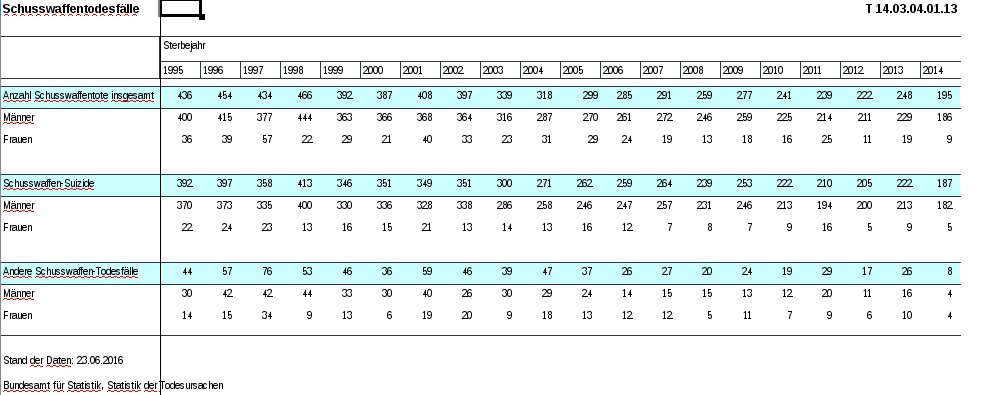 Schusswaffentodesfälle T 14.03.04.01.13
Sterbejahr
1995 1996 1997 1998 1999 2000 2001 2002 2003 2004 2005 2006 2007 2008 2009 2010 2011 2012 2013 2014
Anzahl Schusswaffentote insgesamt 436 454 434 466 392 387 408 397 339 318 299 285 291 259 277 241 239 222 248 195
Männer 400 415 377 444 363 366 368 364 316 287 270 261 272 246 259 225 214 211 229 186
Frauen 36 39 57 22 29 21 40 33 23 31 29 24 19 13 18 16 25 11 19 9
Schusswaffen-Suizide 392 397 358 413 346 351 349 351 300 271 262 259 264 239 253 222 210 205 222 187
Männer 370 373 335 400 330 336 328 338 286 258 246 247 257 231 246 213 194 200 213 182
Frauen 22 24 23 13 16 15 21 13 14 13 16 12 7 8 7 9 16 5 9 5
Andere Schusswaffen-Todesfälle 44 57 76 53 46 36 59 46 39 47 37 26 27 20 24 19 29 17 26 8
Männer 30 42 42 44 33 30 40 26 30 29 24 14 15 15 13 12 20 11 16 4
Frauen 14 15 34 9 13 6 19 20 9 18 13 12 12 5 11 7 9 6 10 4
Stand der Daten: 23.06.2016
Bundesamt für Statistik, Statistik der Todesursachen